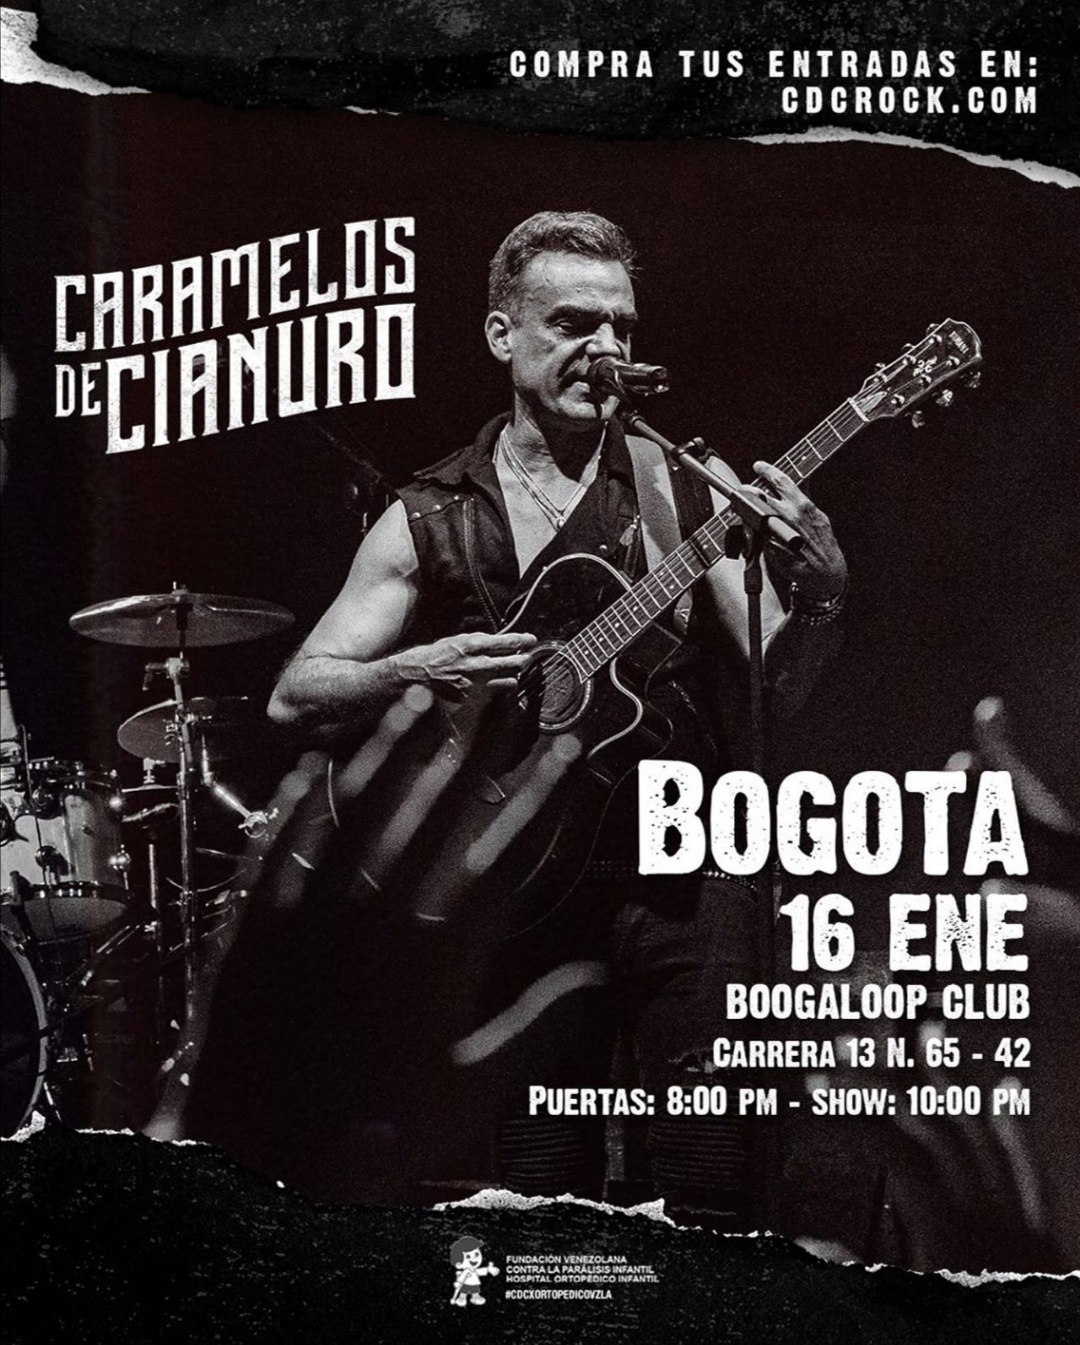 COMPRA TUS ENTRADAS EN:
CDCROCK.COM
CARAMELOS
DE CIANURO
BOGOTA
16 ENE
BOOGALOOP CLUB
CARRERA 13 N. 65 - 42
PUERTAS: 8:00 PM - SHOW: 10:00 PM
FUNDACIÓN VENEZOLANA
CONTRA LA PARÁLISIS INFANTIL
HOSPITAL ORTOPÉDICO INFANTIL
#CDCXORTOPEDICOVZLA